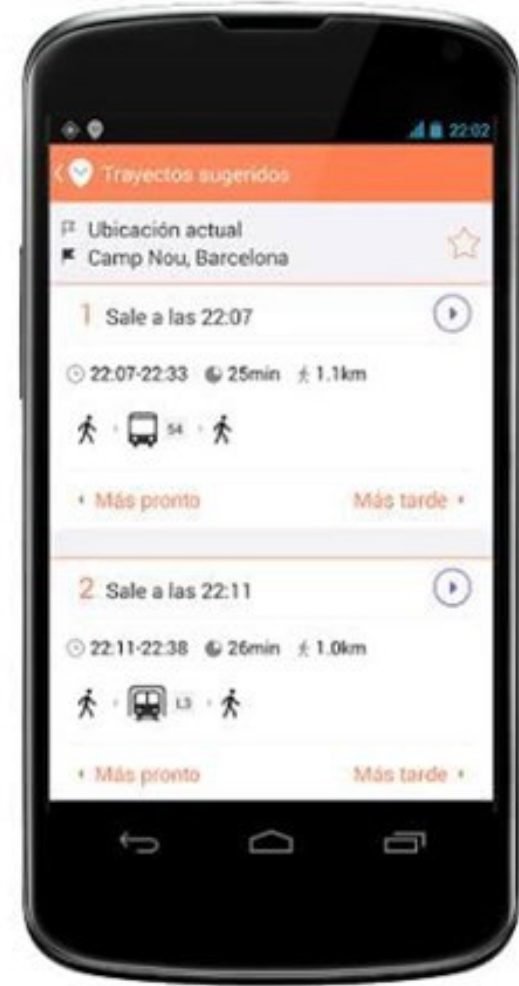 22:02
Trayectos sugeridos
Ubicación actual
Camp Nou, Barcelona
1 Sale a las 22:07
22:07-22:33 25min 1.1km
54
Más pronto Más tarde
2 Sale a las 22:11
22:11-22:38 26min 1.0km
L3
Más pronto Más tarde